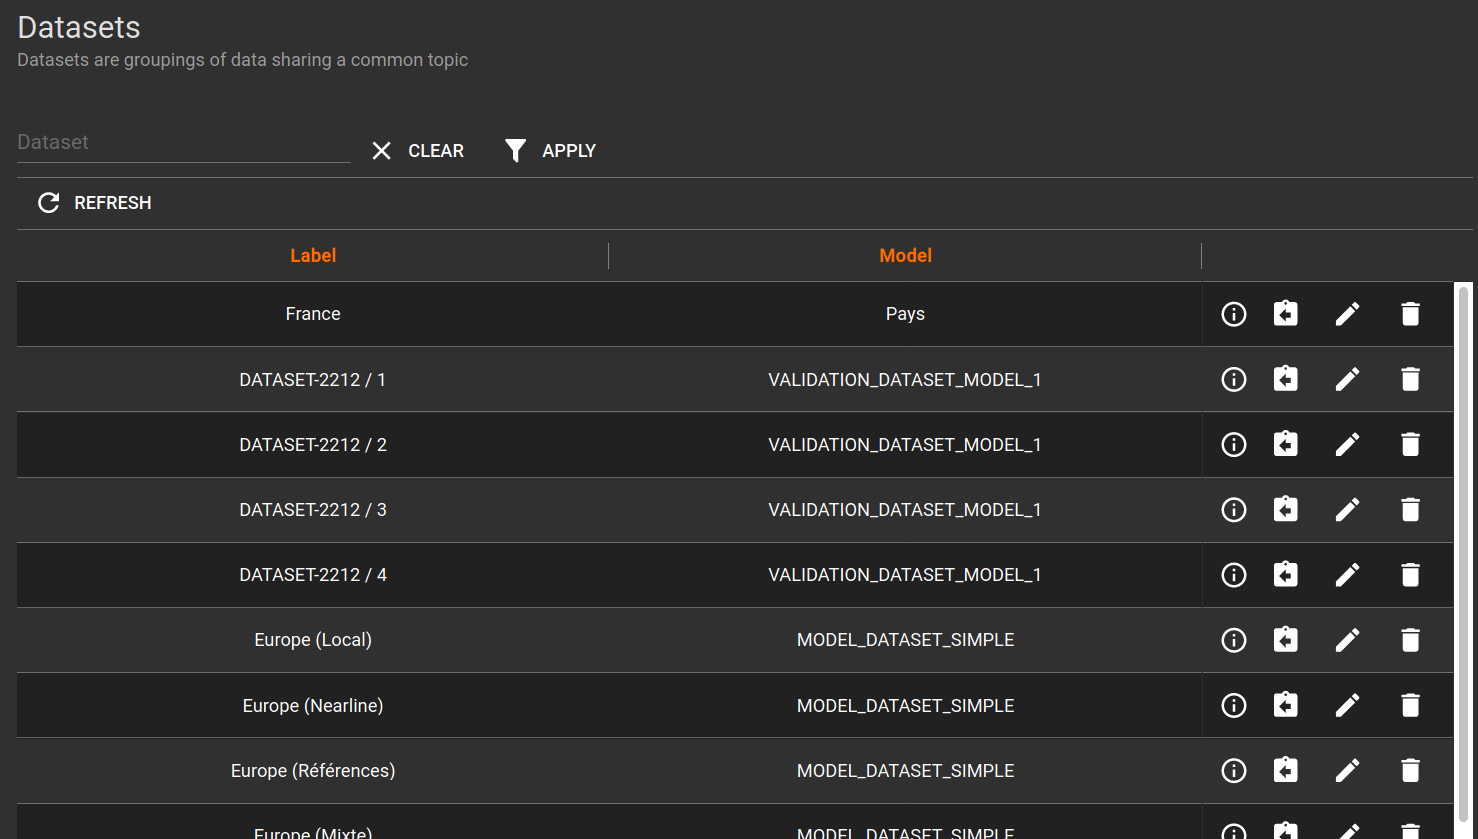 Datasets
Datasets are groupings of data sharing a common topic
Dataset CLEAR APPLY
REFRESH
Label Model
France Pays
DATASET-2212 / 1 VALIDATION_DATASET_MODEL_1
DATASET-2212 / 2 VALIDATION_DATASET_MODEL_1
DATASET-2212 / 3 VALIDATION_DATASET_MODEL_1
DATASET-2212 / 4 VALIDATION_DATASET_MODEL_1
Europe (Local) MODEL_DATASET_SIMPLE
Europe (Nearline) MODEL_DATASET_SIMPLE
Europe (Références) MODEL_DATASET_SIMPLE
Europe (Mixte) MODEL_DATASET_SIMPLE